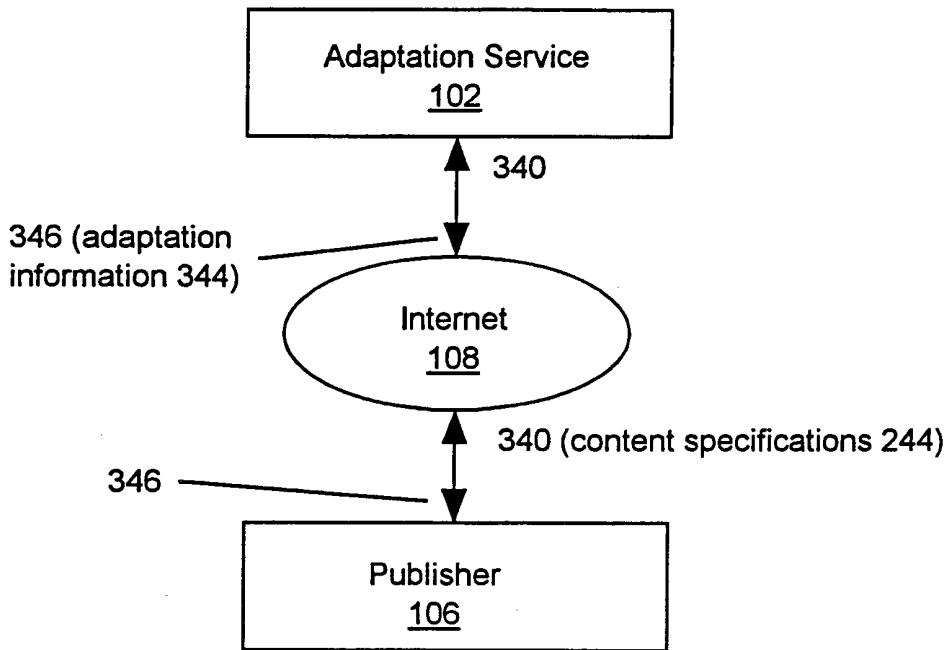 Adaptation Service
102
340
346 (adaptation
information 344)
Internet
108
340 (content specifications 244)
346
Publisher
106